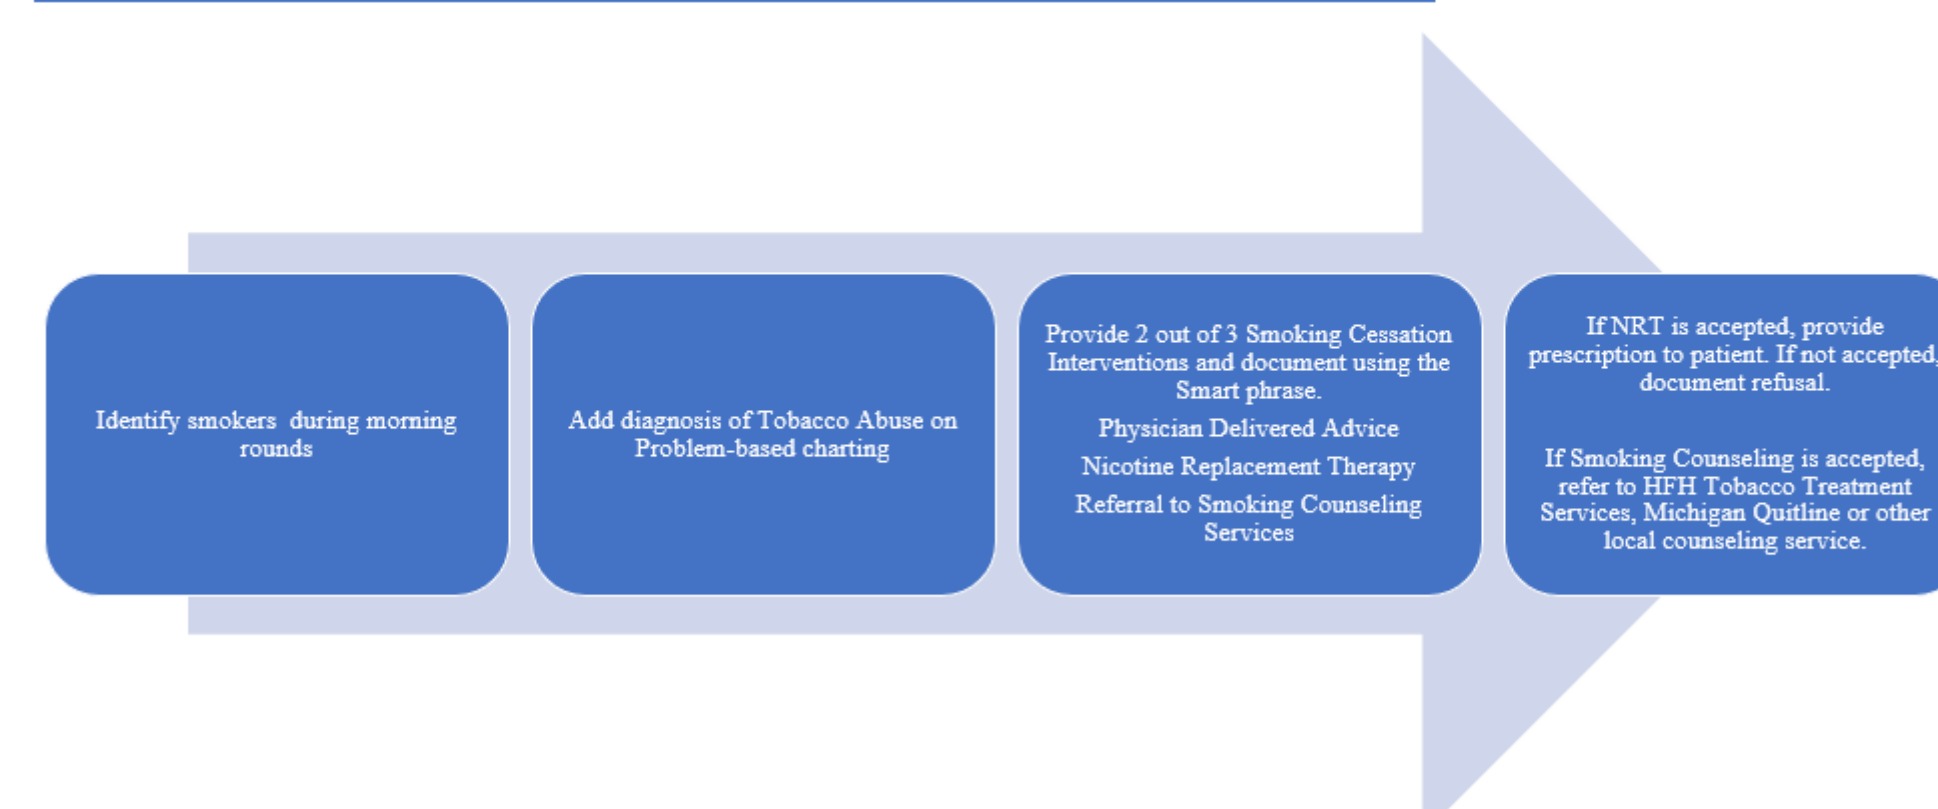 Identify smokers  during morning
rounds
Add diagnosis of Tobacco Abuse on
Problem-based charting
Provide 2 out of 3 Smoking Cessation
Interventions and document using the
Smart phrase.
Physician Delivered Advice
Nicotine Replacement Therapy
Referral to Smoking Counseling
Services
If NRT is accepted, provide
prescription to patient. If not accepted,
document refusal.
If Smoking Counseling is accepted,
refer to HFH Tobacco Treatment
Services, Michigan Quitline or other
local counseling service.